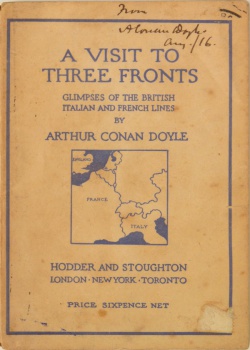 From
A Conan Doyle
Aug /16.
A VISIT TO
THREE FRONTS
GLIMPSES OF THE BRITISH
ITALIAN AND FRENCH LINES
BY
ARTHUR CONAN DOYLE
ENGLAND
FRANCE
ITALY
HODDER AND STOUGHTON
LONDON - NEW YORK - TORONTO
PRICE SIXPENCE NET